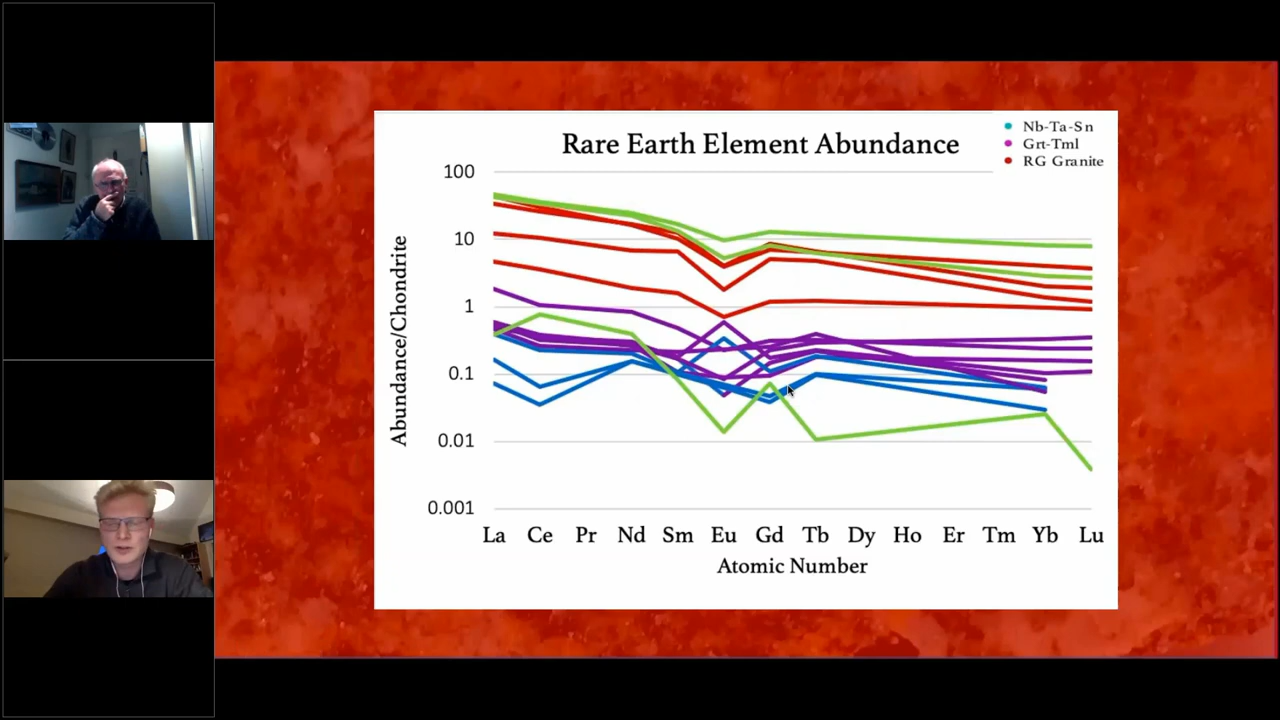 Rare Earth Element Abundance
Nb-Ta-Sn
Grt-Tml
RG Granite
100
10
1
0.1
0.01
0.001
Abundance/Chondrite
La Ce Pr Nd Sm Eu Gd Tb Dy Ho Er Tm Yb Lu
Atomic Number